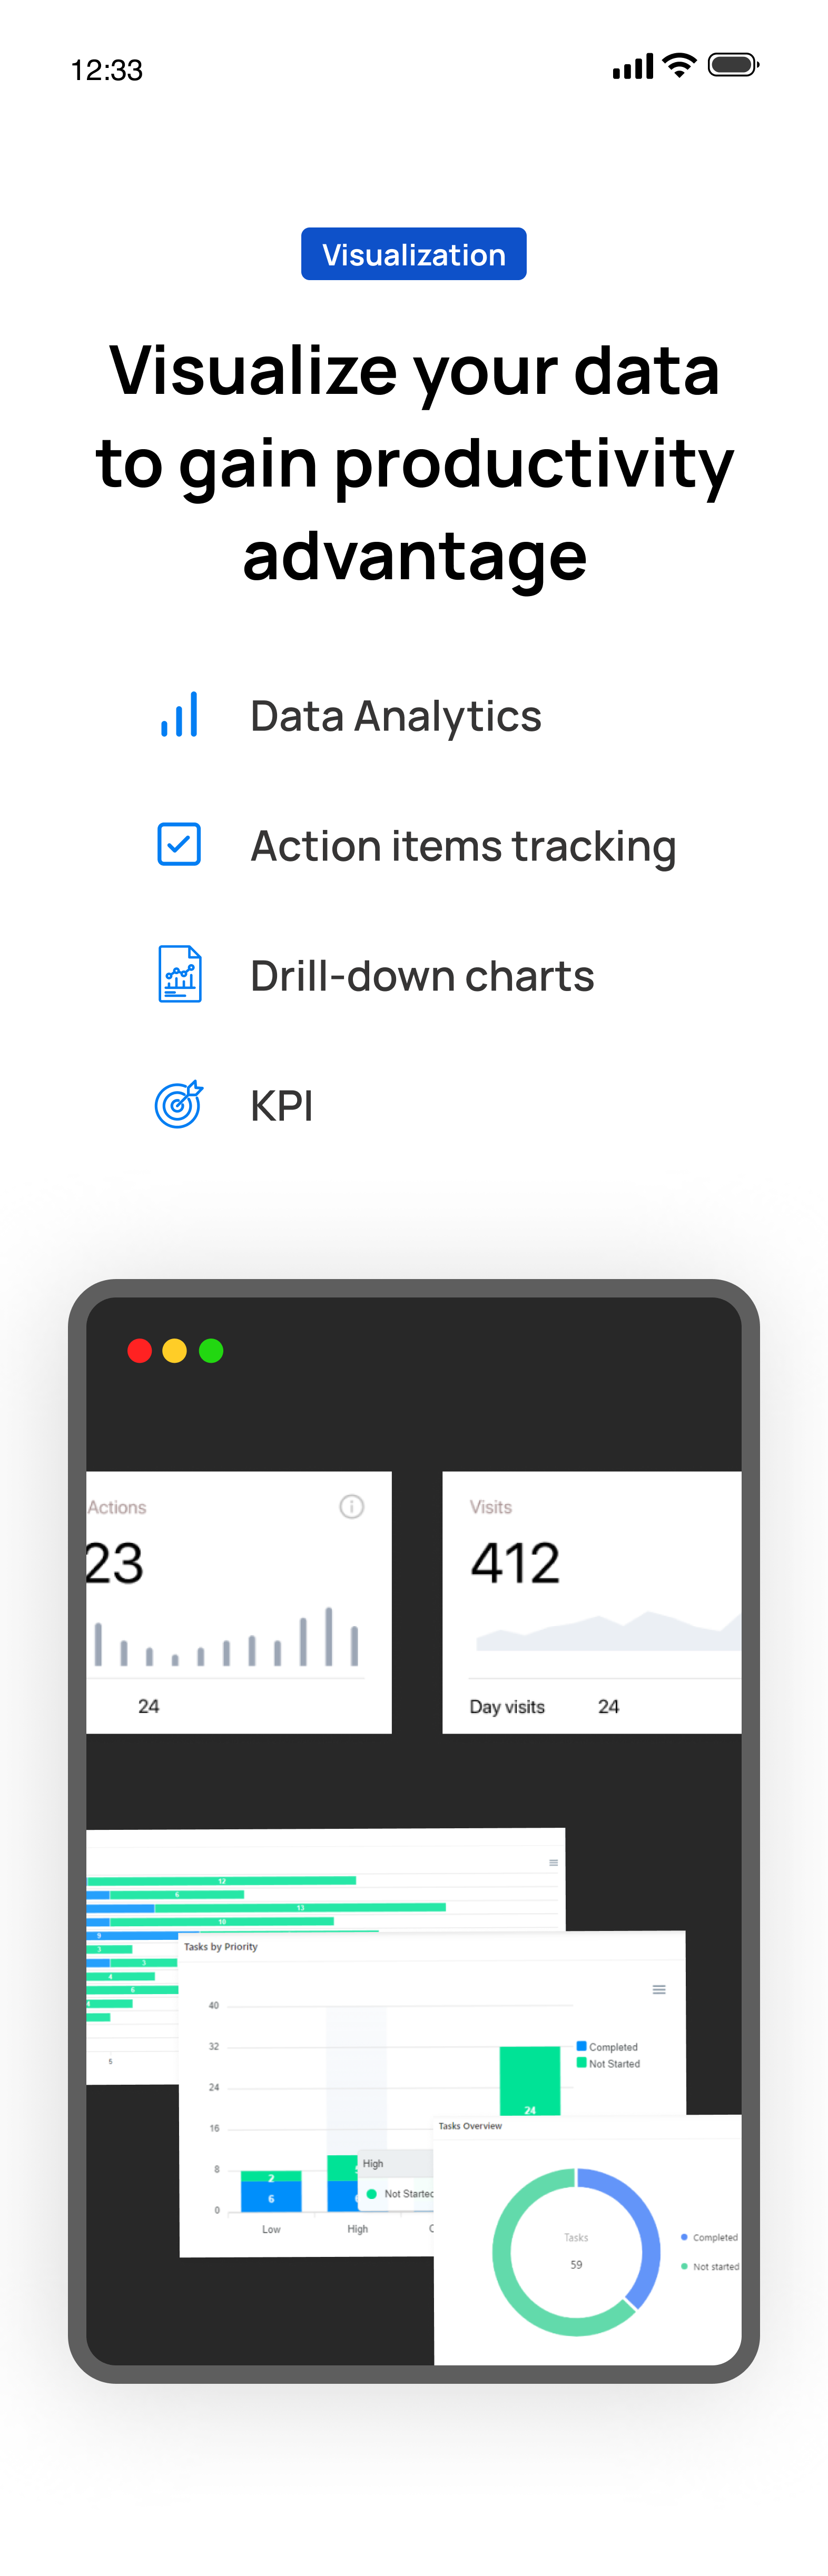 12:33
Visualization
Visualize your data
to gain productivity
advantage
Data Analytics
Action items tracking
Drill-down charts
KPI
Actions
23
24
Visits
412
Day visits 24
12
6
13
10
9
3
3
4
6
4
5
Tasks by Priority
40
32
24
16
8
0
Completed
Not Started
24
2
6
High
Not Started
Low
High
Tasks Overview
Tasks
59
Completed
Not started